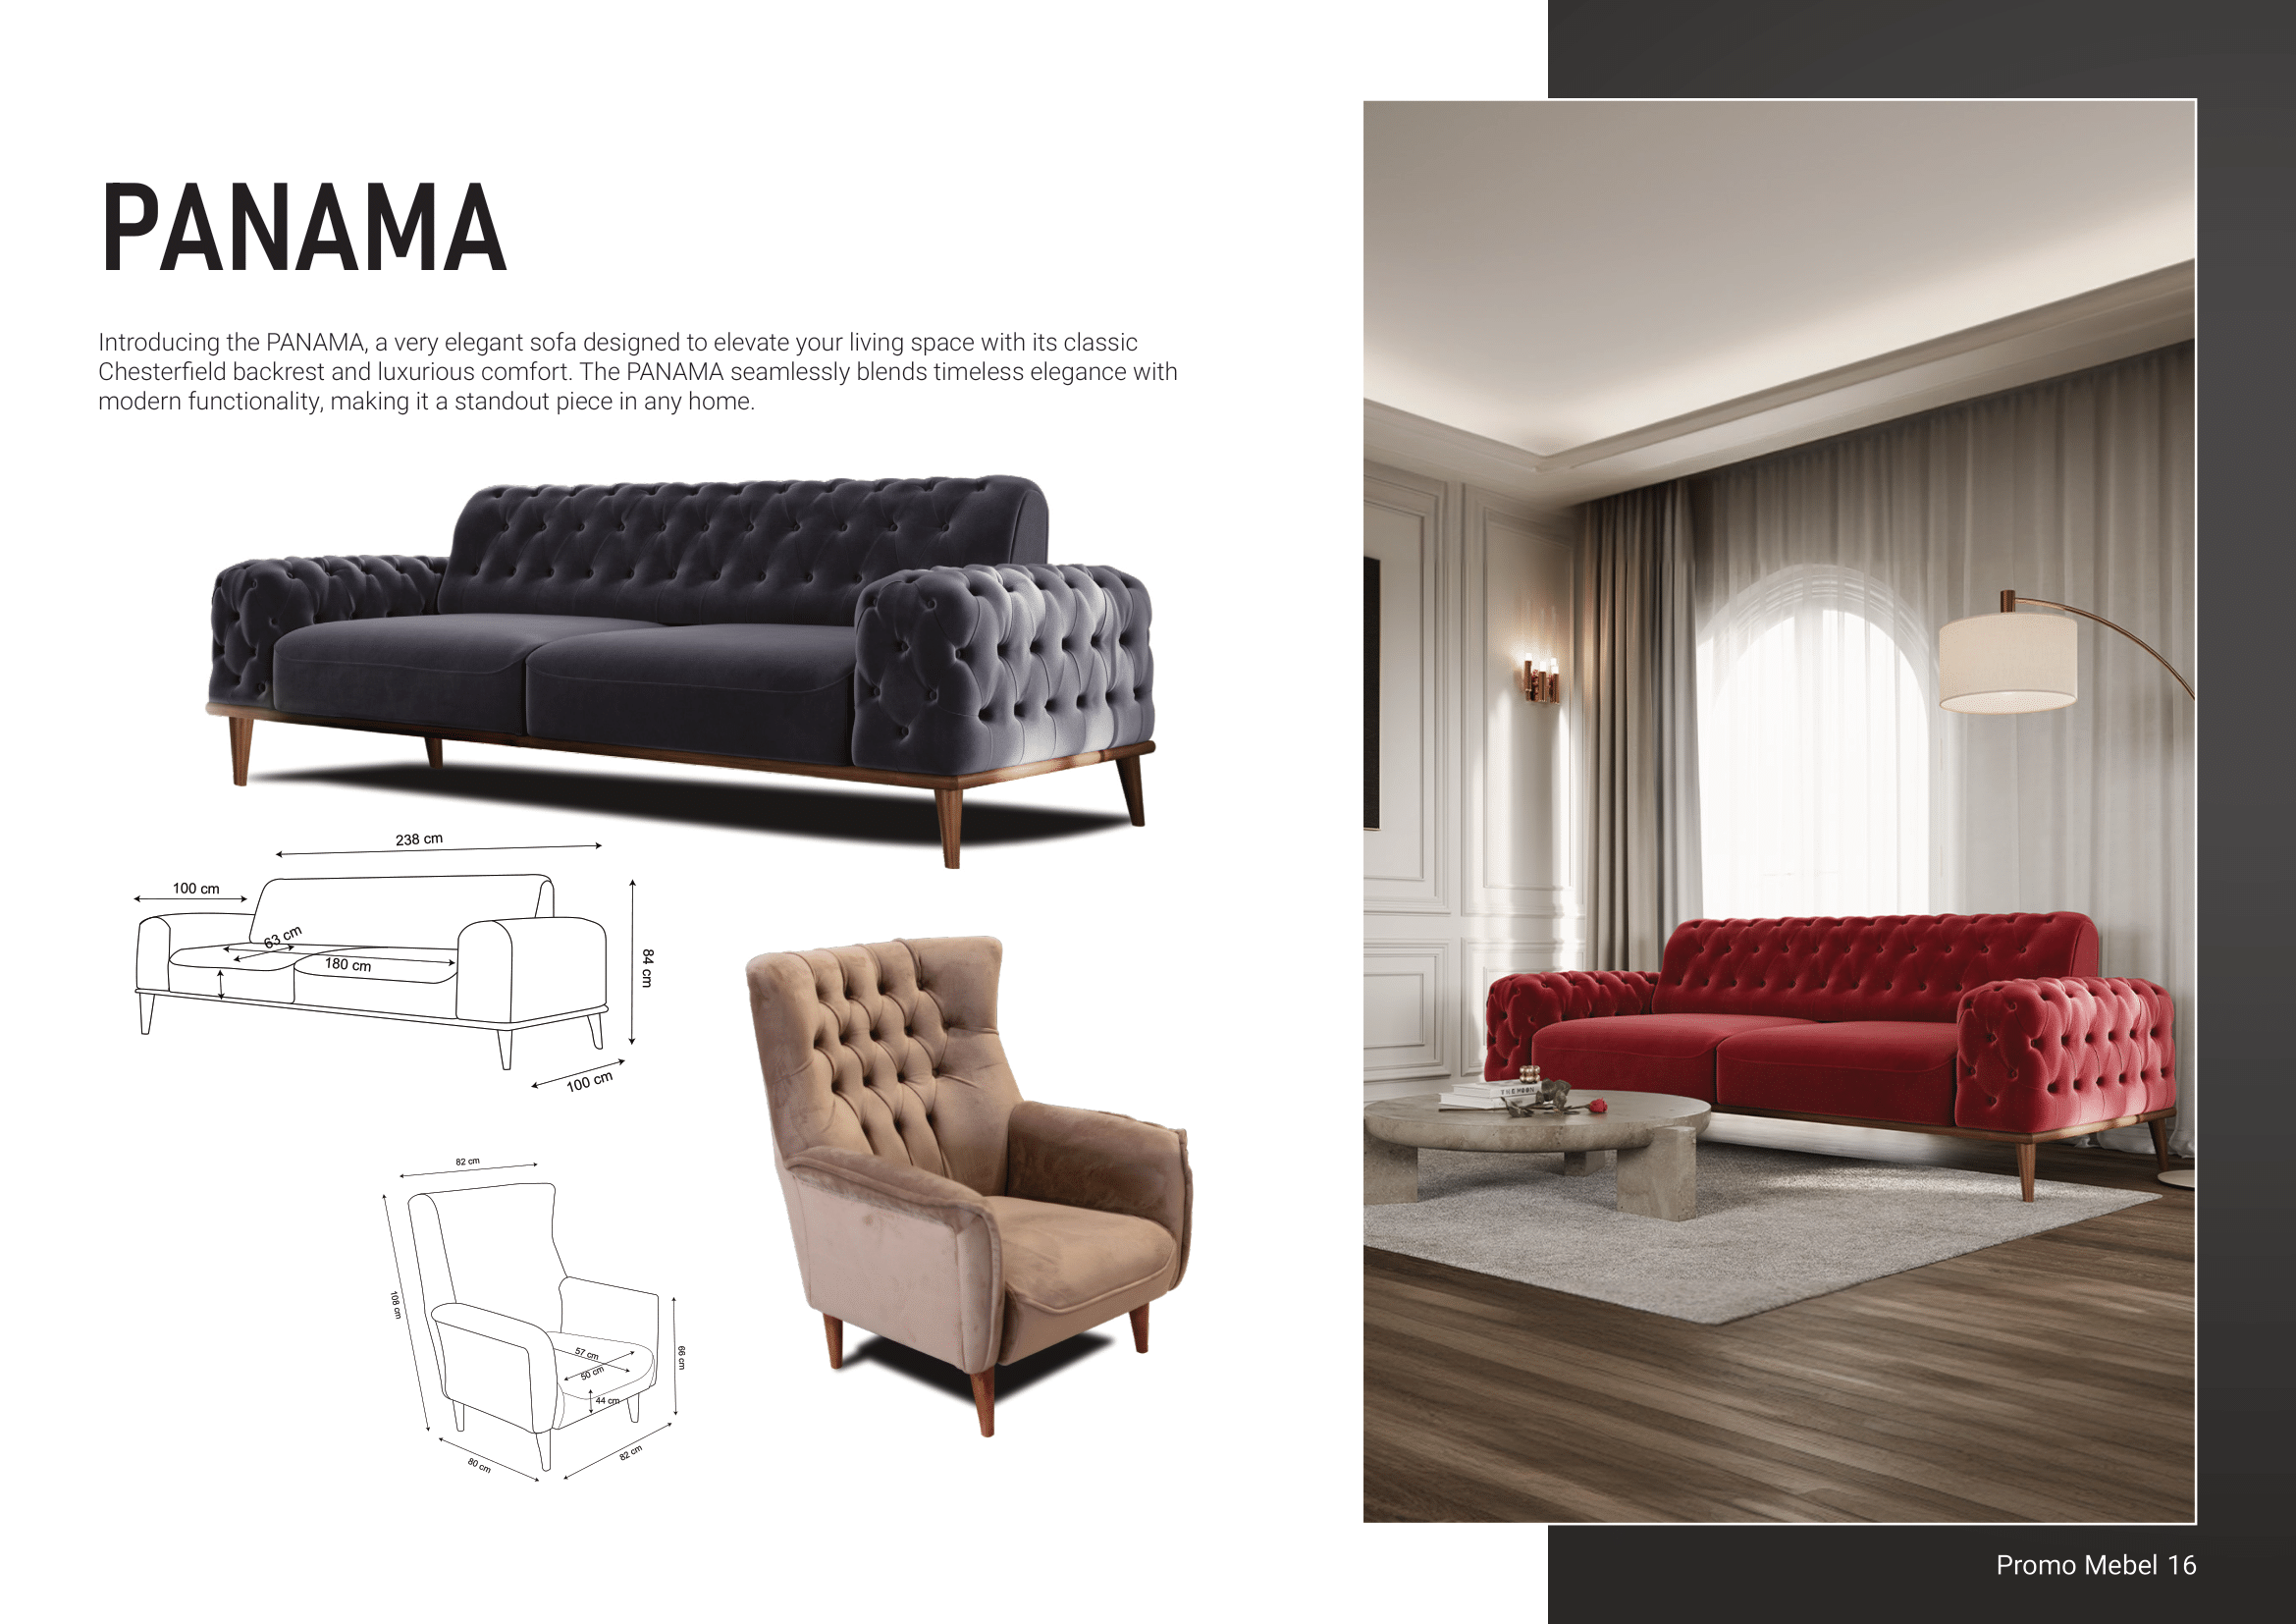 PANAMA
Introducing the PANAMA, a very elegant sofa designed to elevate your living space with its classic
Chesterfield backrest and luxurious comfort. The PANAMA seamlessly blends timeless elegance with
modern functionality, making it a standout piece in any home.
238 cm
100 cm
63 cm
180 cm
84 cm
100 cm
82 cm
108 cm
57 cm
50 cm
44 cm
66 cm
80 cm
82 cm
Promo Mebel 16